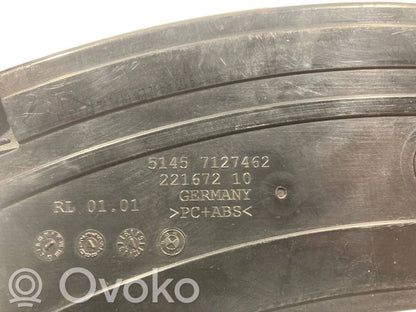 5145 7127462
221672 10
GERMANY
RL 01.01
>PC+ABS<
OVOKO